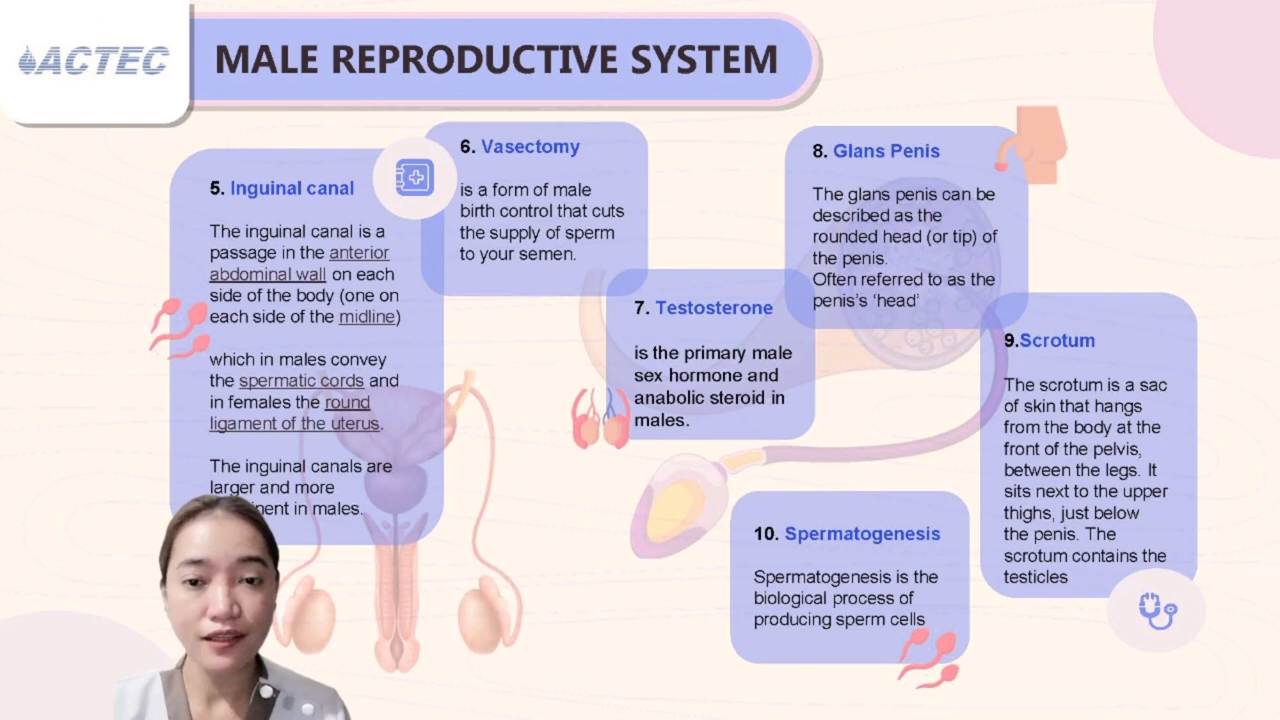 ACTEC
MALE REPRODUCTIVE SYSTEM
5. Inguinal canal
The inguinal canal is a
passage in the anterior
abdominal wall on each
side of the body (one on
each side of the midline)
which in males convey
the spermatic cords and
in females the round
ligament of the uterus.
The inguinal canals are
larger and more
nent in males.
6. Vasectomy
is a form of male
birth control that cuts
the supply of sperm
to your semen.
7. Testosterone
is the primary male
sex hormone and
anabolic steroid in
males.
8. Glans Penis
The glans penis can be
described as the
rounded head (or tip) of
the penis.
Often referred to as the
penis's ‘head’
9.Scrotum
The scrotum is a sac
of skin that hangs
from the body at the
front of the pelvis,
between the legs. It
sits next to the upper
thighs, just below
the penis. The
scrotum contains the
testicles
10. Spermatogenesis
Spermatogenesis is the
biological process of
producing sperm cells